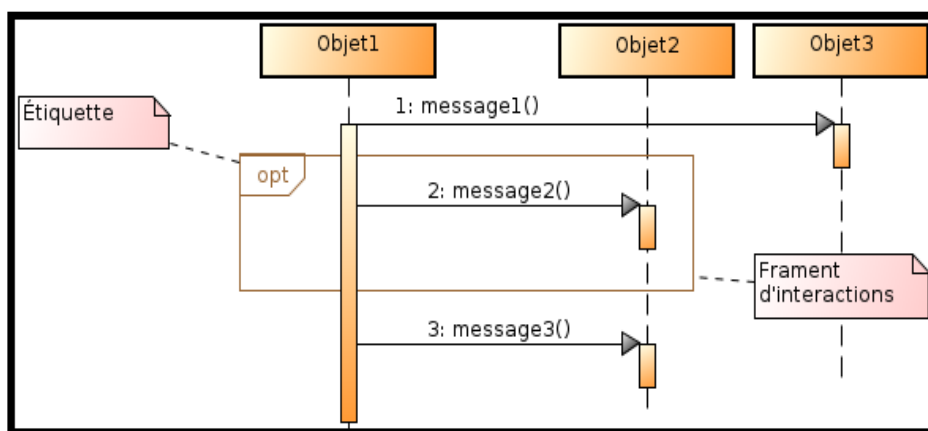 Objet1
Objet2
Objet3
Étiquette
1: message1()
opt
2: message2()
Frament
d'interactions
3: message3()